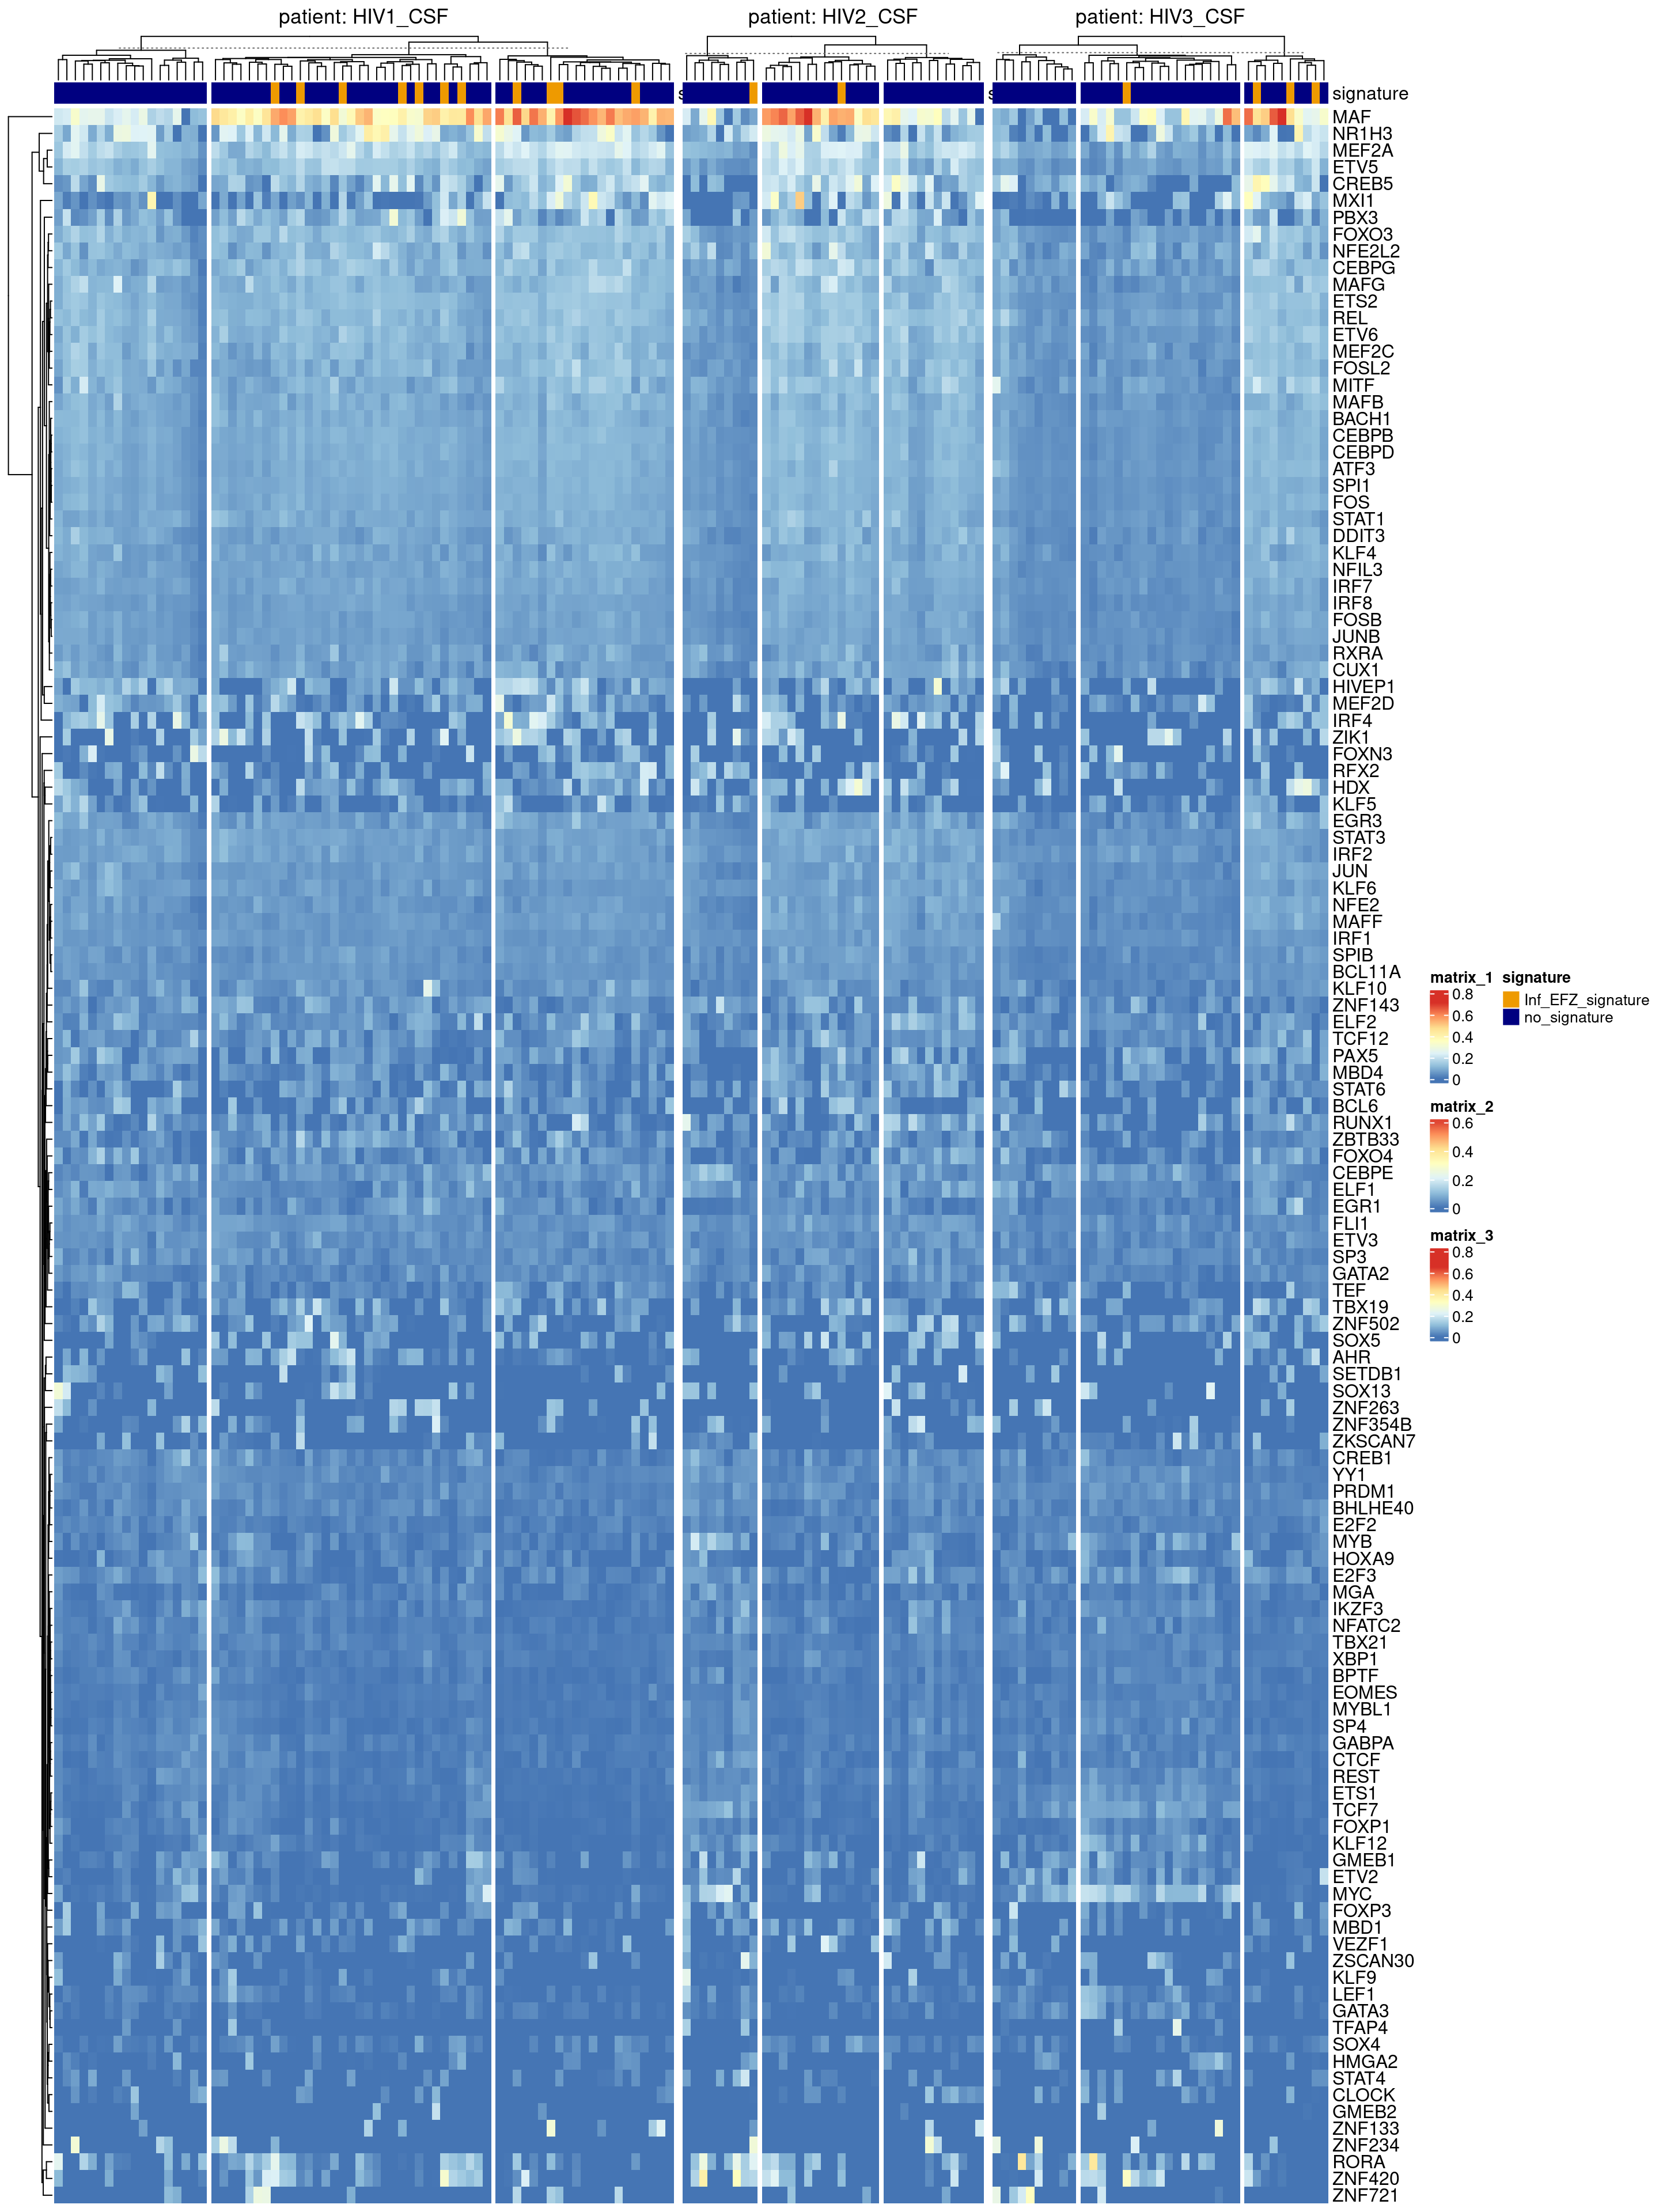 patient: HIV1_CSF
patient: HIV2_CSF
patient: HIV3_CSF
signature
MAF
NR1H3
MEF2A
ETV5
CREB5
MXI1
PBX3
FOXO3
NFE2L2
CEBPG
MAFG
ETS2
REL
ETV6
MEF2C
FOSL2
MITF
MAFB
BACH1
CEBPB
CEBPD
ATF3
SPI1
FOS
STAT1
DDIT3
KLF4
NFIL3
IRF7
IRF8
FOSB
JUNB
RXRA
CUX1
HIVEP1
MEF2D
IRF4
ZIK1
FOXN3
RFX2
HDX
KLF5
EGR3
STAT3
IRF2
JUN
KLF6
NFE2
MAFF
IRF1
SPIB
BCL11A
KLF10
ZNF143
ELF2
TCF12
PAX5
MBD4
STAT6
BCL6
RUNX1
ZBTB33
FOXO4
CEBPE
ELF1
EGR1
FLI1
ETV3
SP3
GATA2
TEF
TBX19
ZNF502
SOX5
AHR
SETDB1
SOX13
ZNF263
ZNF354B
ZKSCAN7
CREB1
YY1
PRDM1
BHLHE40
E2F2
MYB
HOXA9
E2F3
MGA
IKZF3
NFATC2
TBX21
XBP1
BPTF
EOMES
MYBL1
SP4
GABPA
CTCF
REST
ETS1
TCF7
FOXP1
KLF12
GMEB1
ETV2
MYC
FOXP3
MBD1
VEZF1
ZSCAN30
KLF9
LEF1
GATA3
TFAP4
SOX4
HMGA2
STAT4
CLOCK
GMEB2
ZNF133
ZNF234
RORA
ZNF420
ZNF721
matrix_1
0.8
0.6
0.4
0.2
0
signature
Inf_EFZ_signature
no_signature
matrix_2
0.6
0.4
0.2
0
matrix_3
0.8
0.6
0.4
0.2
0